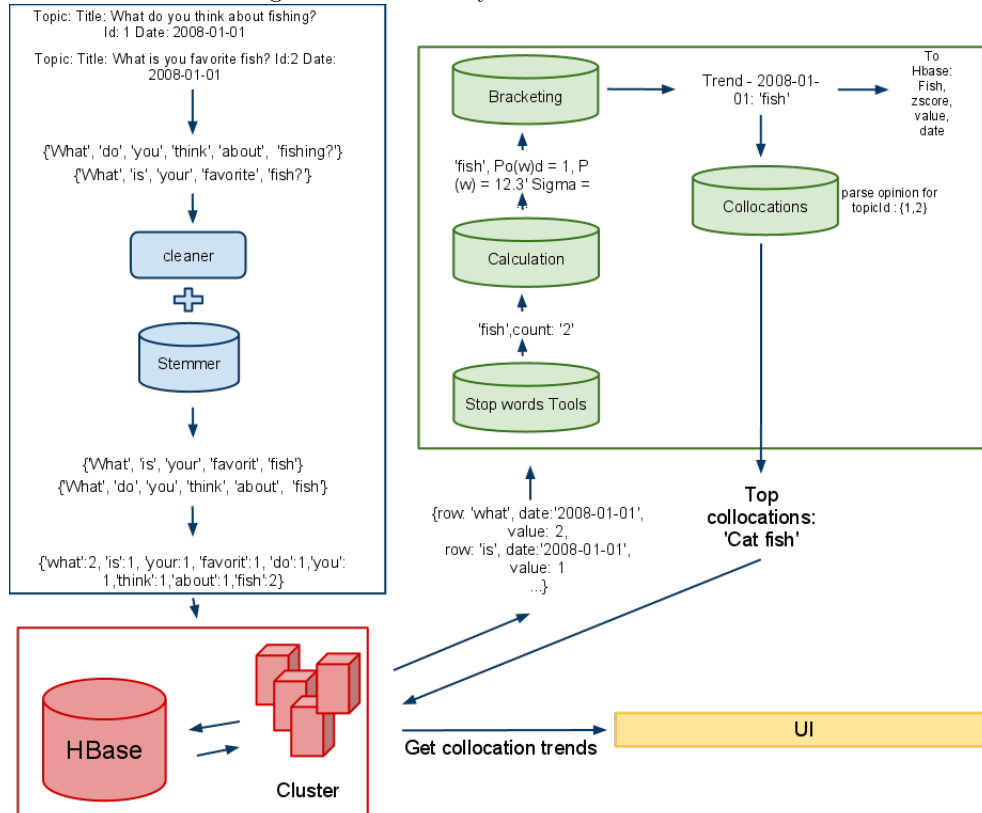 Topic: Title: What do you think about fishing?
Id: 1 Date: 2008-01-01
Topic: Title: What is you favorite fish? Id:2 Date:
2008-01-01
{'What', 'do', 'you', 'think', 'about', 'fishing?'}
{'What', 'is', 'your', 'favorite', 'fish?'}
cleaner
Stemmer
{'What', 'is', 'your', 'favorit', 'fish'}
{'What', 'do', 'you', 'think', 'about', 'fish'}
{'what':2, 'is':1, 'your:1, 'favorit':1, 'do':1,'you':
1,'think':1,'about':1,'fish':2}
HBase
Cluster
Bracketing
'fish', Po(w)d = 1, P
(w) = 12.3' Sigma =
...
Calculation
'fish',count: '2'
Stop words Tools
Trend - 2008-01-
01: 'fish'
To
Hbase:
Fish,
zscore,
value,
date
Collocations
parse opinion for
topicId : {1,2}
{row: 'what', date:'2008-01-01',
value: 2,
row: 'is', date:'2008-01-01',
value: 1
...}
Top
collocations:
'Cat fish'
Get collocation trends
UI